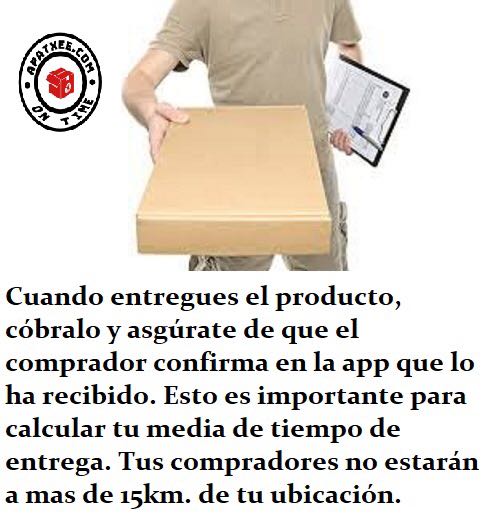 APATXEE.COM
ON TIME
Cuando entregues el producto,
cóbralo y asgúrate de que el
comprador confirma en la app que lo
ha recibido. Esto es importante para
calcular tu media de tiempo de
entrega. Tus compradores no estarán
a mas de 15km. de tu ubicación.